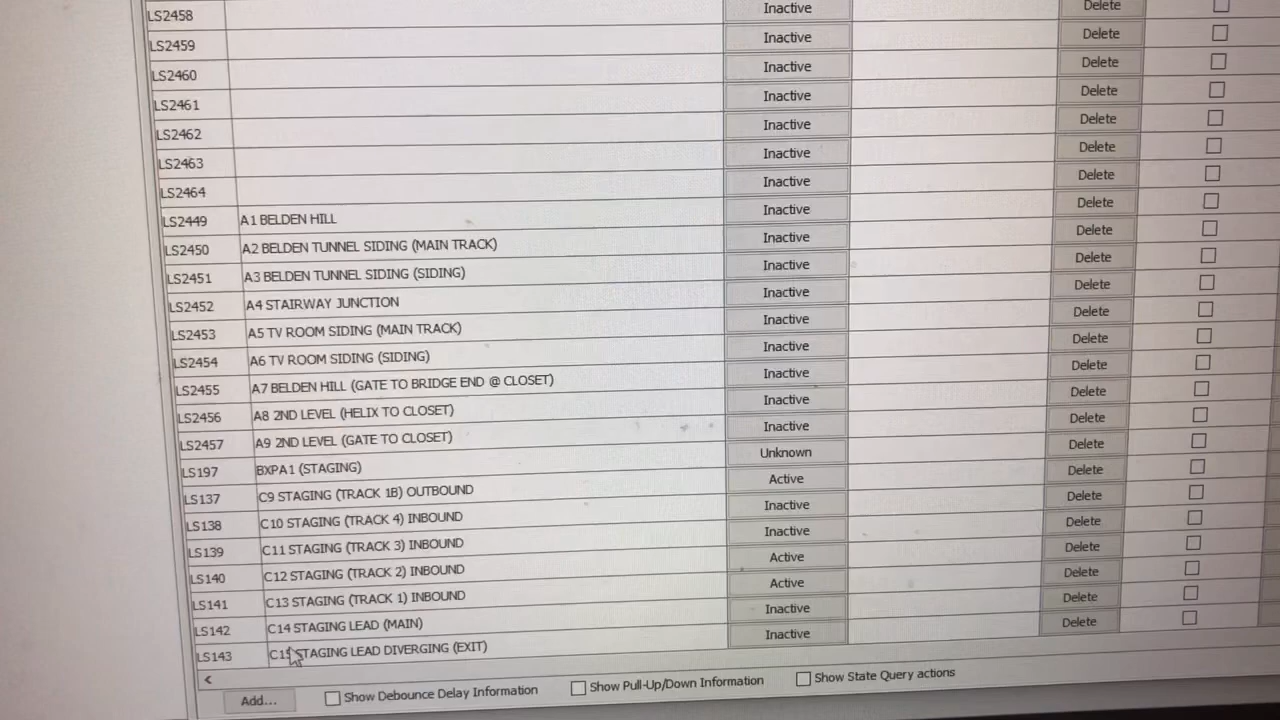 LS2458 Inactive Delete
LS2459 Inactive Delete
LS2460 Inactive Delete
LS2461 Inactive Delete
LS2462 Inactive Delete
LS2463 Inactive Delete
LS2464 Inactive Delete
LS2449 A1 BELDEN HILL Inactive Delete
LS2450 A2 BELDEN TUNNEL SIDING (MAIN TRACK) Inactive Delete
LS2451 A3 BELDEN TUNNEL SIDING (SIDING) Inactive Delete
LS2452 A4 STAIRWAY JUNCTION Inactive Delete
LS2453 A5 TV ROOM SIDING (MAIN TRACK) Inactive Delete
LS2454 A6 TV ROOM SIDING (SIDING) Inactive Delete
LS2455 A7 BELDEN HILL (GATE TO BRIDGE END @ CLOSET) Inactive Delete
LS2456 A8 2ND LEVEL (HELIX TO CLOSET) Inactive Delete
LS2457 A9 2ND LEVEL (GATE TO CLOSET) Inactive Delete
LS197 BXPA1 (STAGING) Unknown Delete
LS137 C9 STAGING (TRACK 1B) OUTBOUND Active Delete
LS138 C10 STAGING (TRACK 4) INBOUND Inactive Delete
LS139 C11 STAGING (TRACK 3) INBOUND Inactive Delete
LS140 C12 STAGING (TRACK 2) INBOUND Active Delete
LS141 C13 STAGING (TRACK 1) INBOUND Active Delete
LS142 C14 STAGING LEAD (MAIN) Inactive Delete
LS143 C15 STAGING LEAD DIVERGING (EXIT) Inactive Delete
Add... Show Debounce Delay Information Show Pull-Up/Down Information Show State Query actions